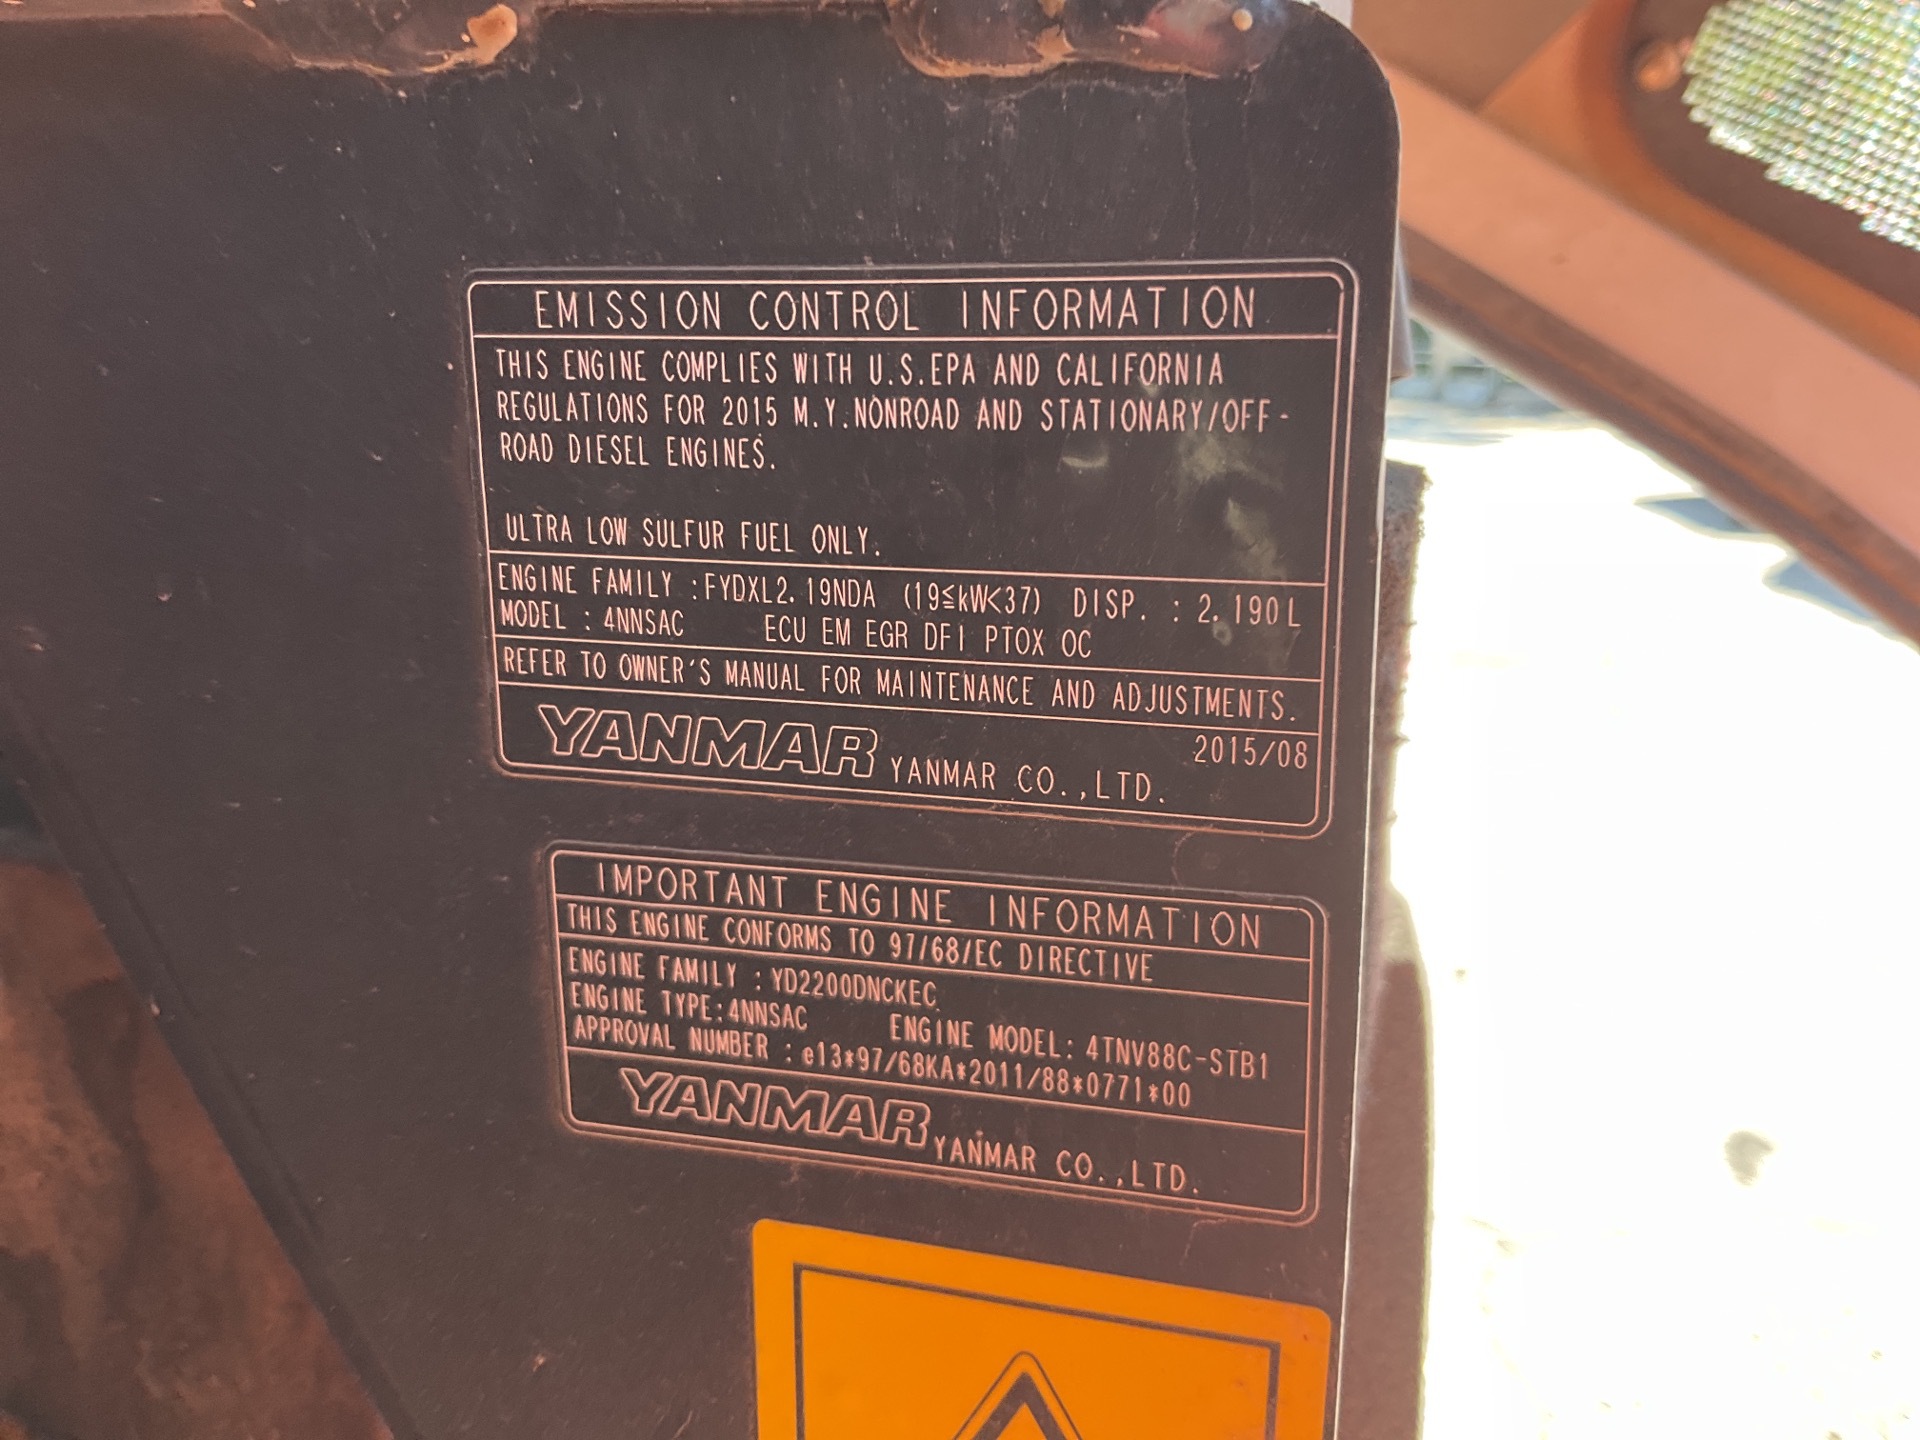 EMISSION CONTROL INFORMATION
THIS ENGINE COMPLIES WITH U.S.EPA AND CALIFORNIA
REGULATIONS FOR 2015 M.Y.NONROAD AND STATIONARY/OFF-
ROAD DIESEL ENGINES.
ULTRA LOW SULFUR FUEL ONLY.
ENGINE FAMILY :FYDXL2.19NDA (19≦kW<37) DISP. : 2.190L
MODEL : 4NNSAC ECU EM EGR DFI PTOX OC
REFER TO OWNER'S MANUAL FOR MAINTENANCE AND ADJUSTMENTS.
2015/08
YANMAR YANMAR CO.,LTD.
IMPORTANT ENGINE INFORMATION
THIS ENGINE CONFORMS TO 97/68/EC DIRECTIVE
ENGINE FAMILY :YD2200DNCKEC
ENGINE TYPE:4NNSAC ENGINE MODEL: 4TNV88C-STB1
APPROVAL NUMBER :e13*97/68KA*2011/88*0771*00
YANMAR YANMAR CO.,LTD.